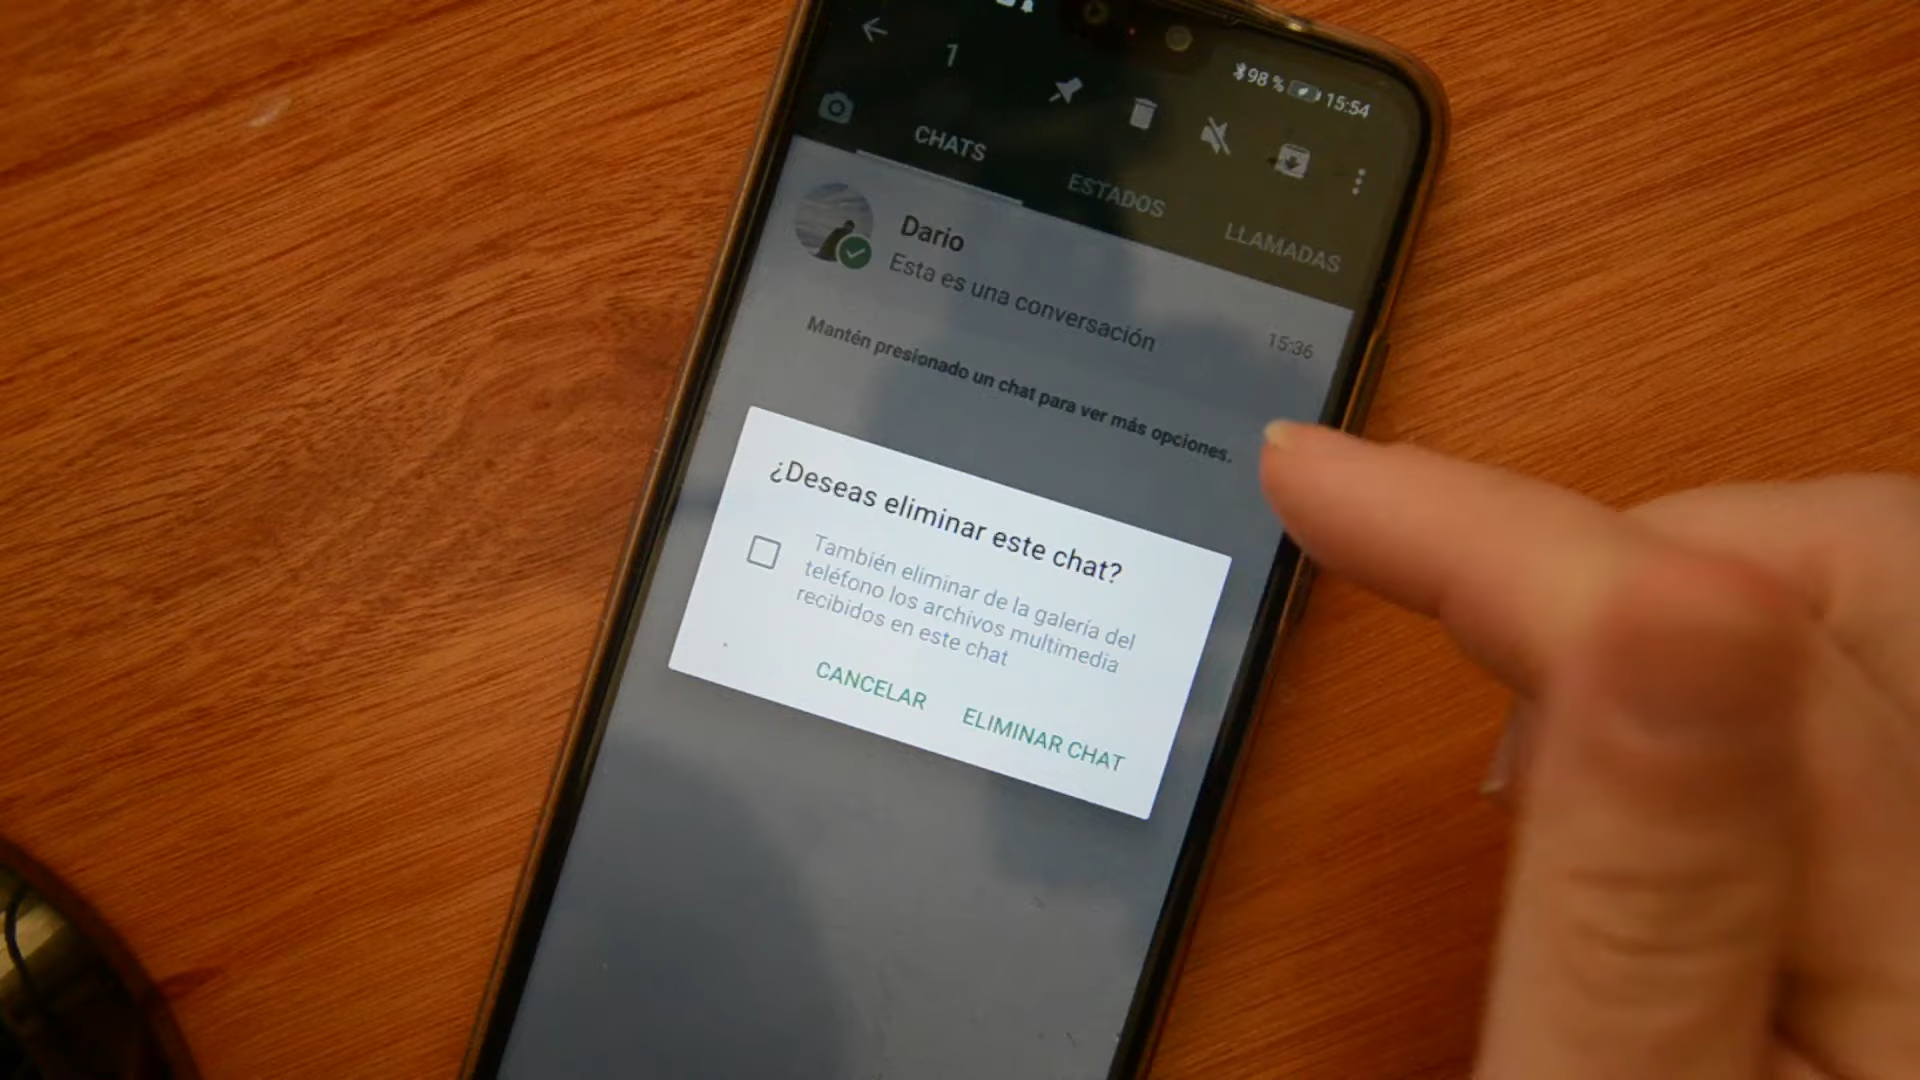 98 % 15:54
1
CHATS ESTADOS LLAMADAS
Dario
Esta es una conversación 15:36
Mantén presionado un chat para ver más opciones.
¿Deseas eliminar este chat?
También eliminar de la galería del
teléfono los archivos multimedia
recibidos en este chat
CANCELAR ELIMINAR CHAT